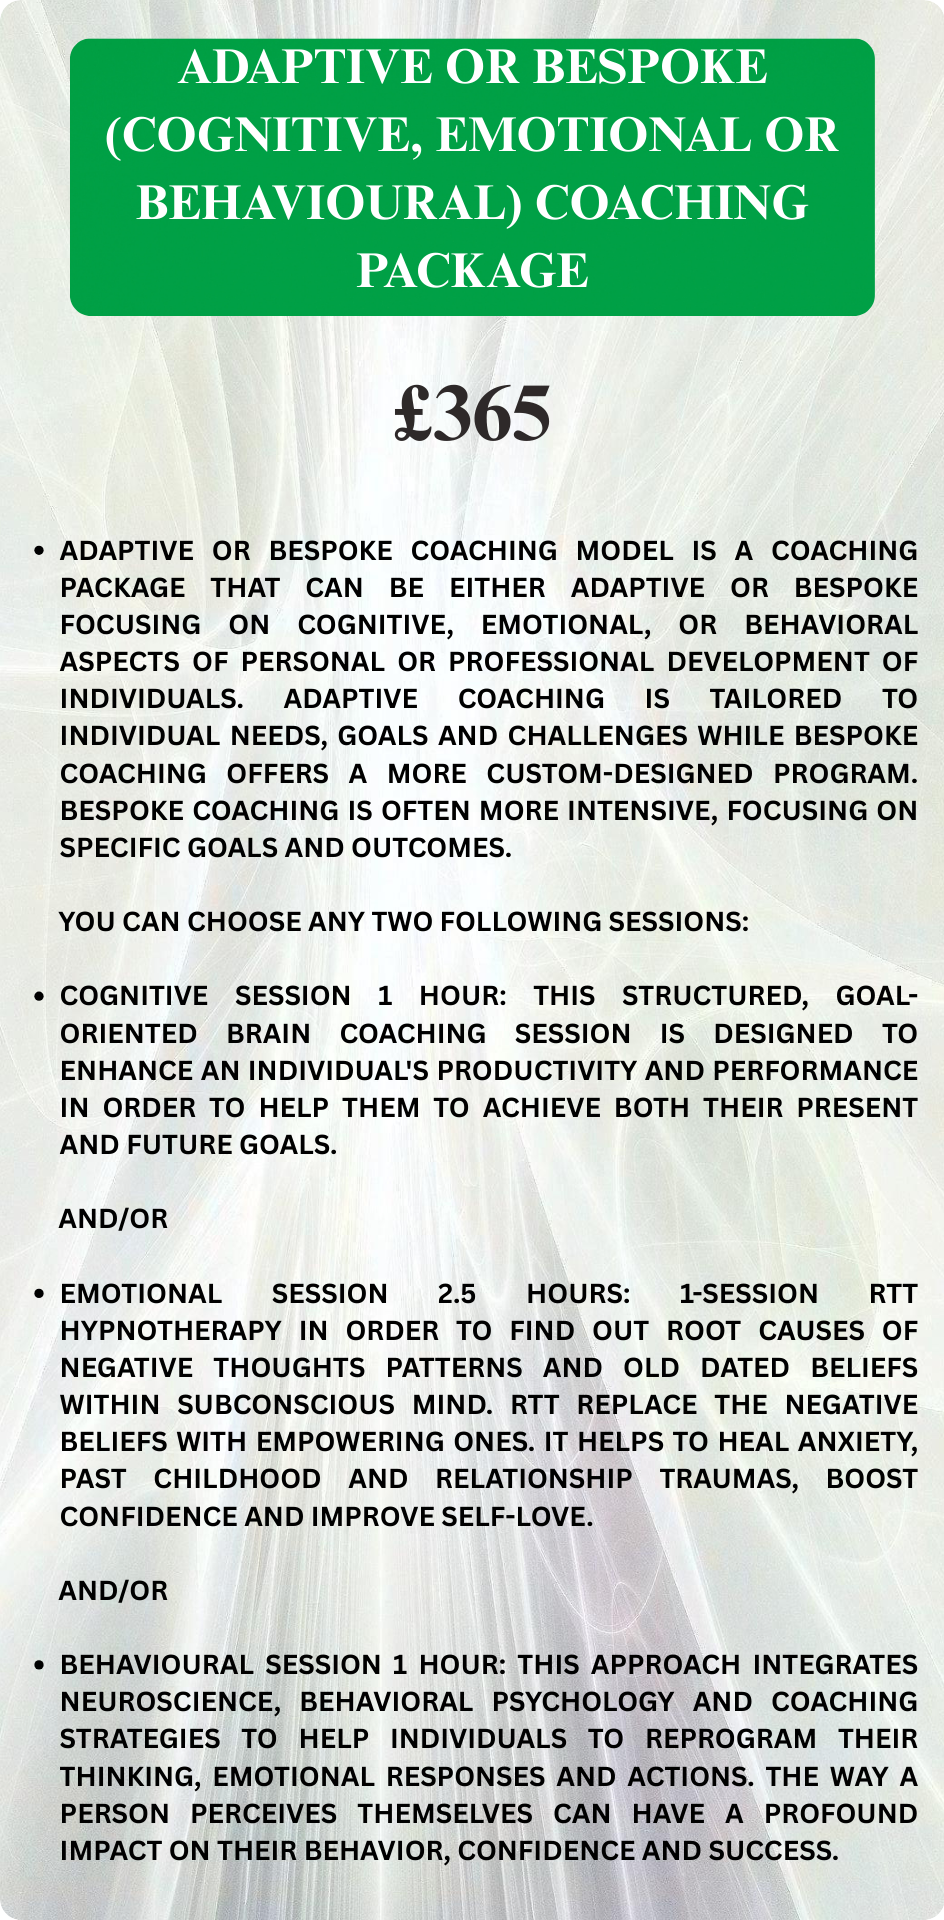 ADAPTIVE OR BESPOKE
(COGNITIVE, EMOTIONAL OR
BEHAVIOURAL) COACHING
PACKAGE
£365
• ADAPTIVE OR BESPOKE COACHING MODEL IS A COACHING
PACKAGE THAT CAN BE EITHER ADAPTIVE OR BESPOKE
FOCUSING ON COGNITIVE, EMOTIONAL, OR BEHAVIORAL
ASPECTS OF PERSONAL OR PROFESSIONAL DEVELOPMENT OF
INDIVIDUALS. ADAPTIVE COACHING IS TAILORED TO
INDIVIDUAL NEEDS, GOALS AND CHALLENGES WHILE BESPOKE
COACHING OFFERS A MORE CUSTOM-DESIGNED PROGRAM.
BESPOKE COACHING IS OFTEN MORE INTENSIVE, FOCUSING ON
SPECIFIC GOALS AND OUTCOMES.
YOU CAN CHOOSE ANY TWO FOLLOWING SESSIONS:
• COGNITIVE SESSION 1 HOUR: THIS STRUCTURED, GOAL-
ORIENTED BRAIN COACHING SESSION IS DESIGNED TO
ENHANCE AN INDIVIDUAL'S PRODUCTIVITY AND PERFORMANCE
IN ORDER TO HELP THEM TO ACHIEVE BOTH THEIR PRESENT
AND FUTURE GOALS.
AND/OR
• EMOTIONAL SESSION 2.5 HOURS: 1-SESSION RTT
HYPNOTHERAPY IN ORDER TO FIND OUT ROOT CAUSES OF
NEGATIVE THOUGHTS PATTERNS AND OLD DATED BELIEFS
WITHIN SUBCONSCIOUS MIND. RTT REPLACE THE NEGATIVE
BELIEFS WITH EMPOWERING ONES. IT HELPS TO HEAL ANXIETY,
PAST CHILDHOOD AND RELATIONSHIP TRAUMAS, BOOST
CONFIDENCE AND IMPROVE SELF-LOVE.
AND/OR
• BEHAVIOURAL SESSION 1 HOUR: THIS APPROACH INTEGRATES
NEUROSCIENCE, BEHAVIORAL PSYCHOLOGY AND COACHING
STRATEGIES TO HELP INDIVIDUALS TO REPROGRAM THEIR
THINKING, EMOTIONAL RESPONSES AND ACTIONS. THE WAY A
PERSON PERCEIVES THEMSELVES CAN HAVE A PROFOUND
IMPACT ON THEIR BEHAVIOR, CONFIDENCE AND SUCCESS.